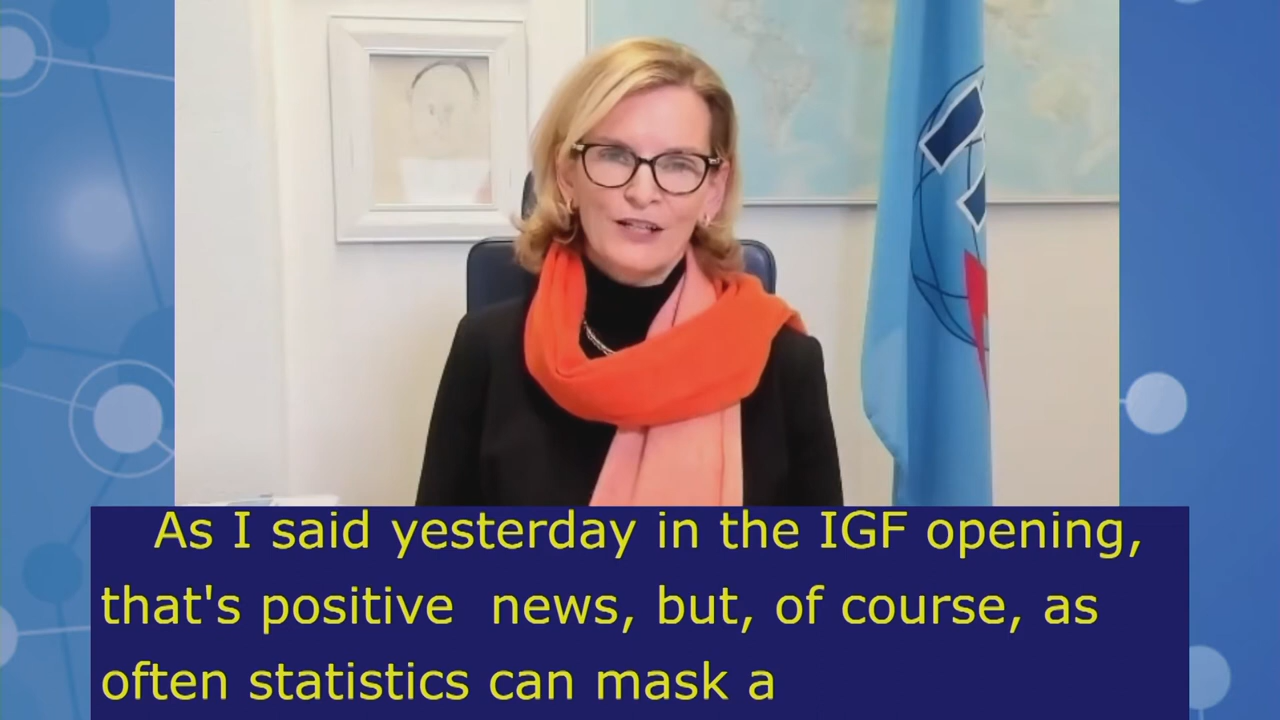 As I said yesterday in the IGF opening,
that's positive  news, but, of course, as
often statistics can mask a